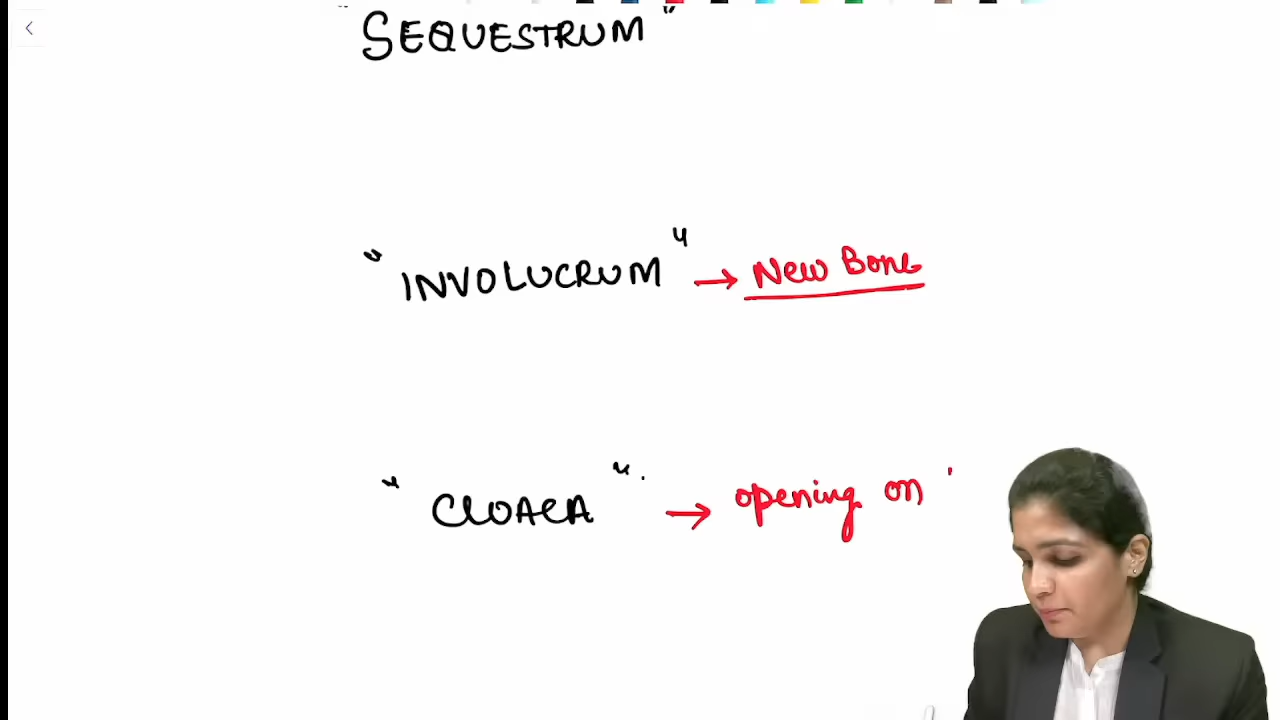 "SEQUESTRUM"
"INVOLUCRUM" → New Bone
"CLOACA" → opening on